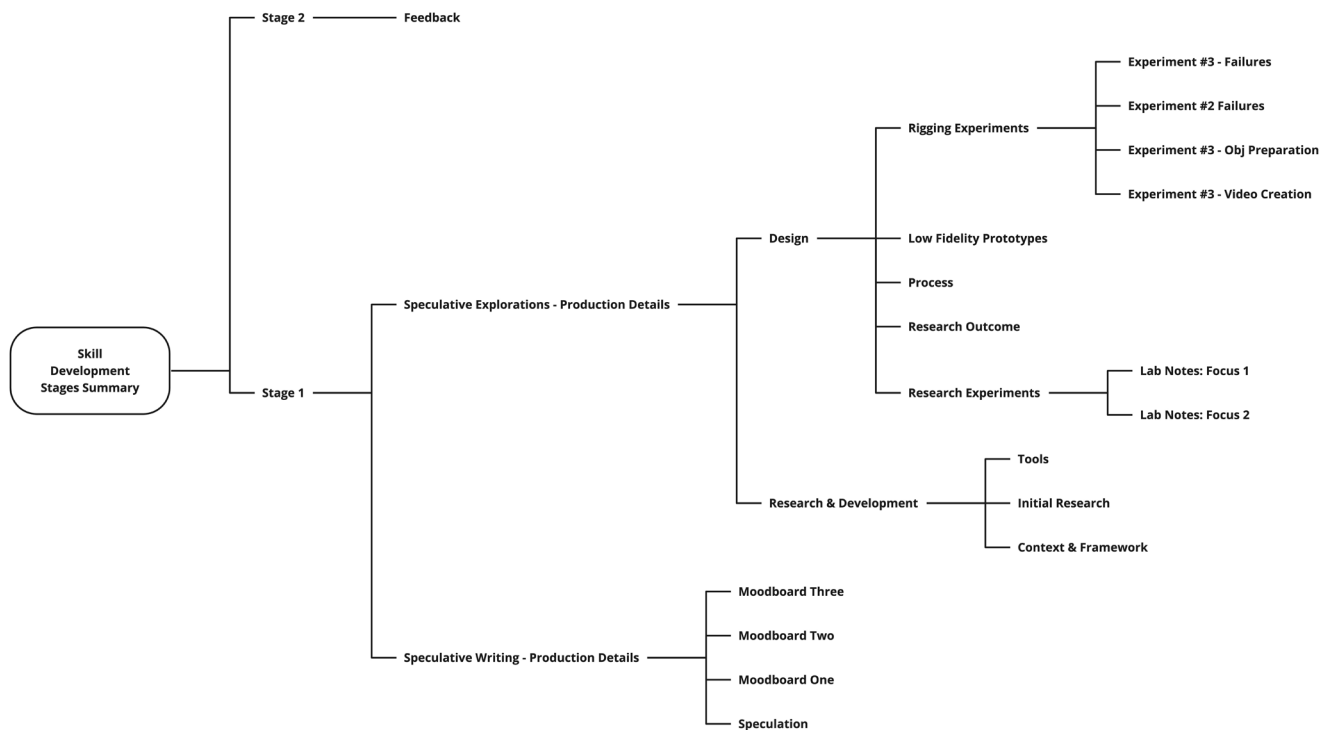 Stage 2
Feedback
Experiment #3 - Failures
Experiment #2 Failures
Rigging Experiments
Experiment #3 - Obj Preparation
Experiment #3 - Video Creation
Design
Low Fidelity Prototypes
Process
Speculative Explorations - Production Details
Research Outcome
Skill
Development
Stages Summary
Stage 1
Research Experiments
Lab Notes: Focus 1
Lab Notes: Focus 2
Tools
Research & Development
Initial Research
Context & Framework
Moodboard Three
Moodboard Two
Speculative Writing - Production Details
Moodboard One
Speculation